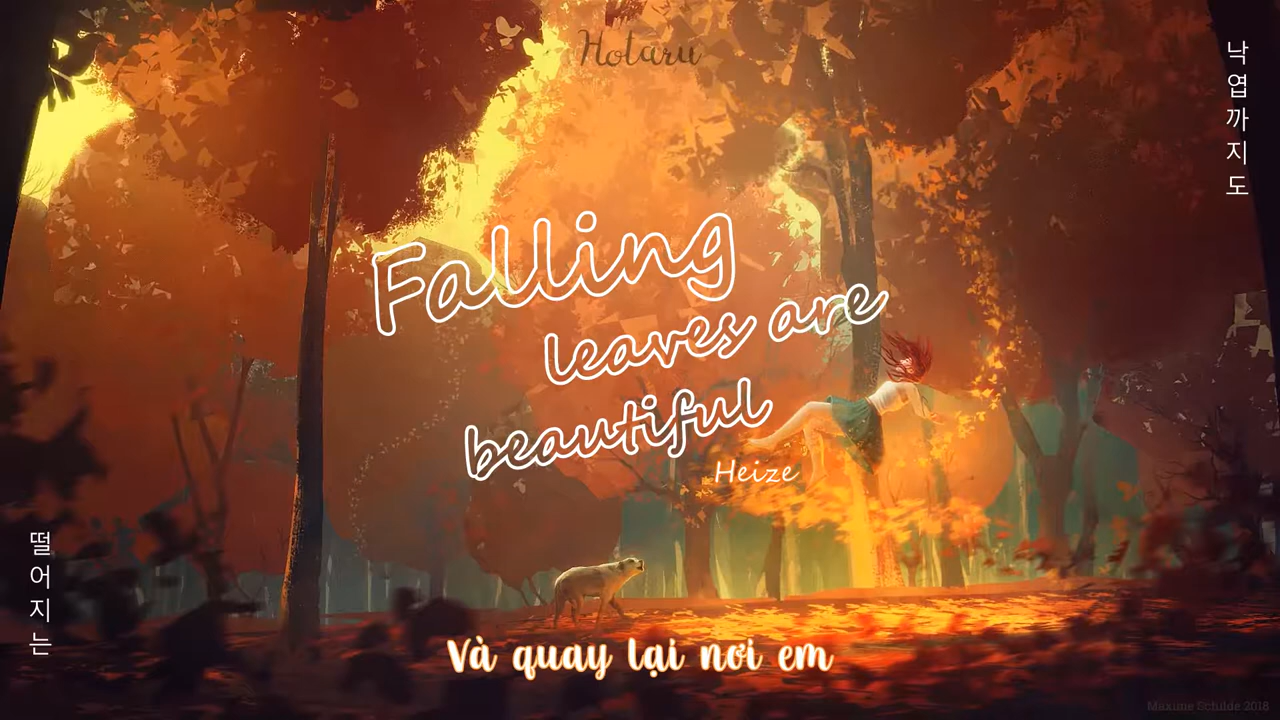 Hotaru
낙엽까지도
Falling
leaves are
beautiful
Heize
떨어지는
Và quay lại nơi em
Maxime Schilde 2018